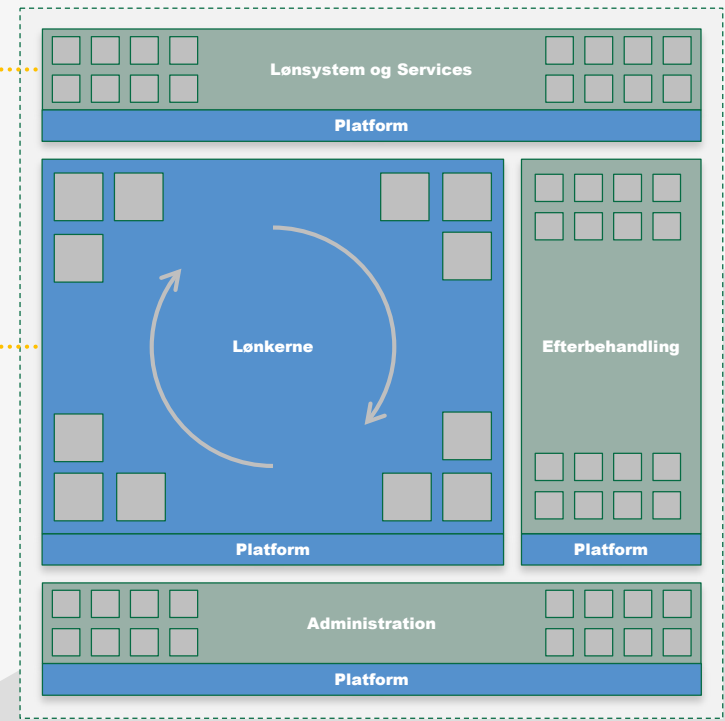 Lønsystem og Services
Platform
Lønkerne
Efterbehandling
Platform
Platform
Administration
Platform